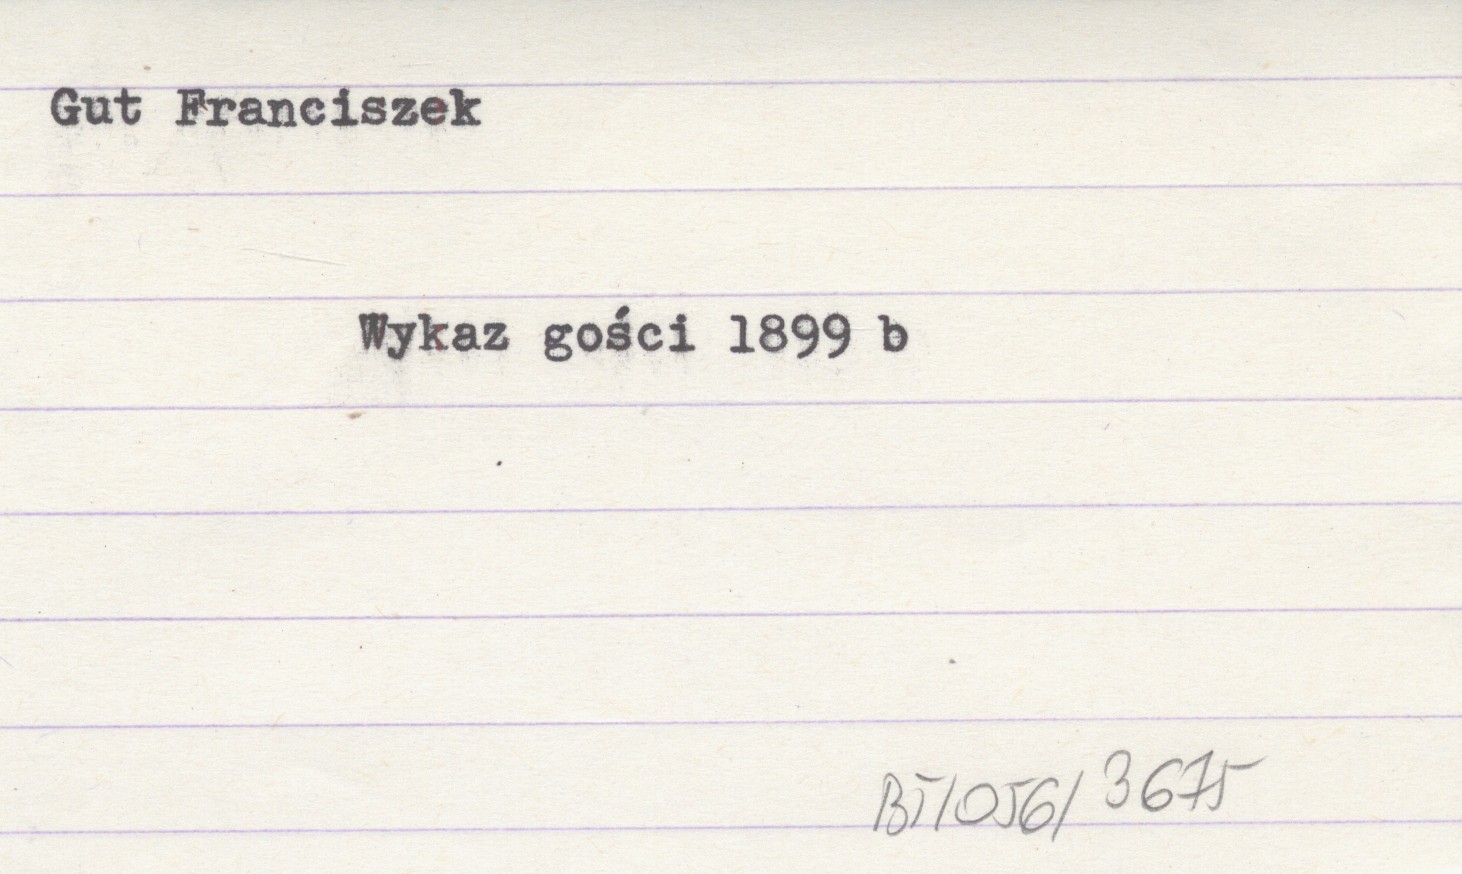 Gut Franciszek
Wykaz gości 1899 b
BT/056/3675